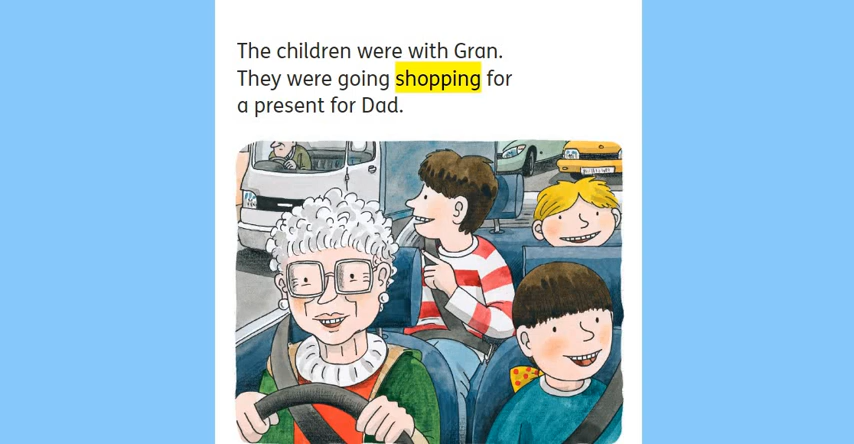 The children were with Gran.
They were going shopping for
a present for Dad.